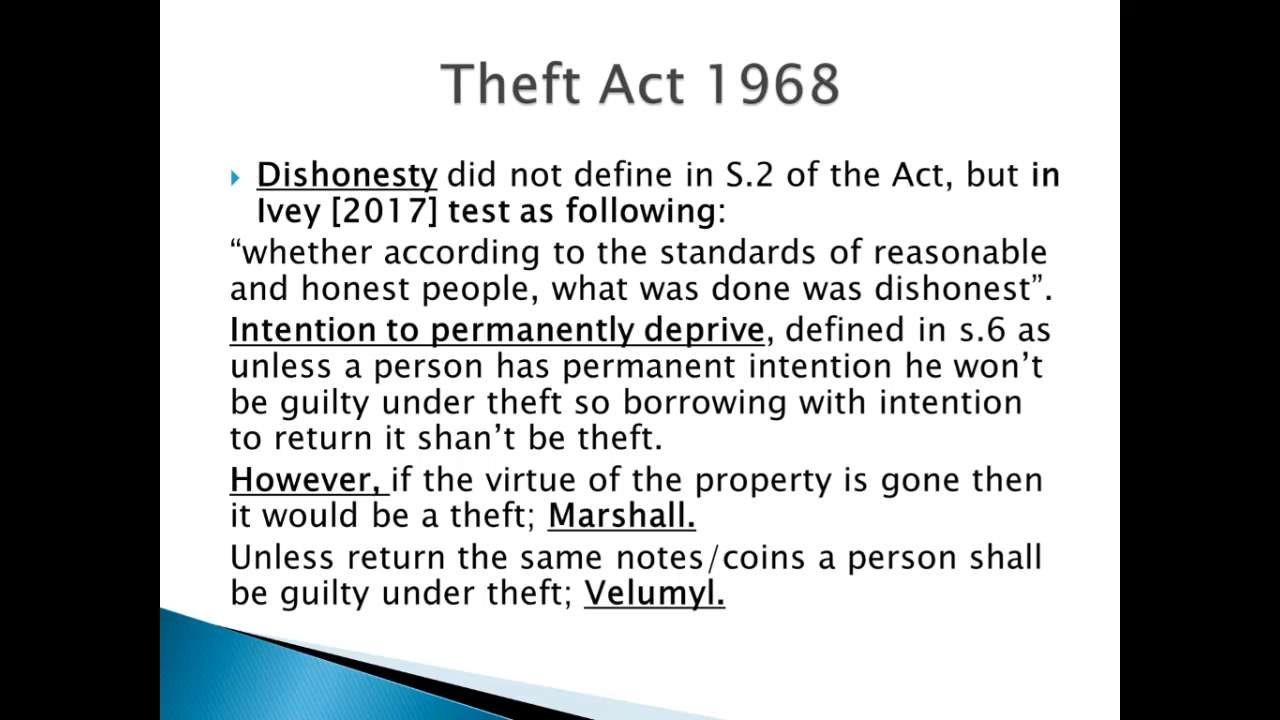 Theft Act 1968
Dishonesty did not define in S.2 of the Act, but in
Ivey [2017] test as following:
“whether according to the standards of reasonable
and honest people, what was done was dishonest”.
Intention to permanently deprive, defined in s.6 as
unless a person has permanent intention he won’t
be guilty under theft so borrowing with intention
to return it shan’t be theft.
However, if the virtue of the property is gone then
it would be a theft; Marshall.
Unless return the same notes/coins a person shall
be guilty under theft; Velumyl.